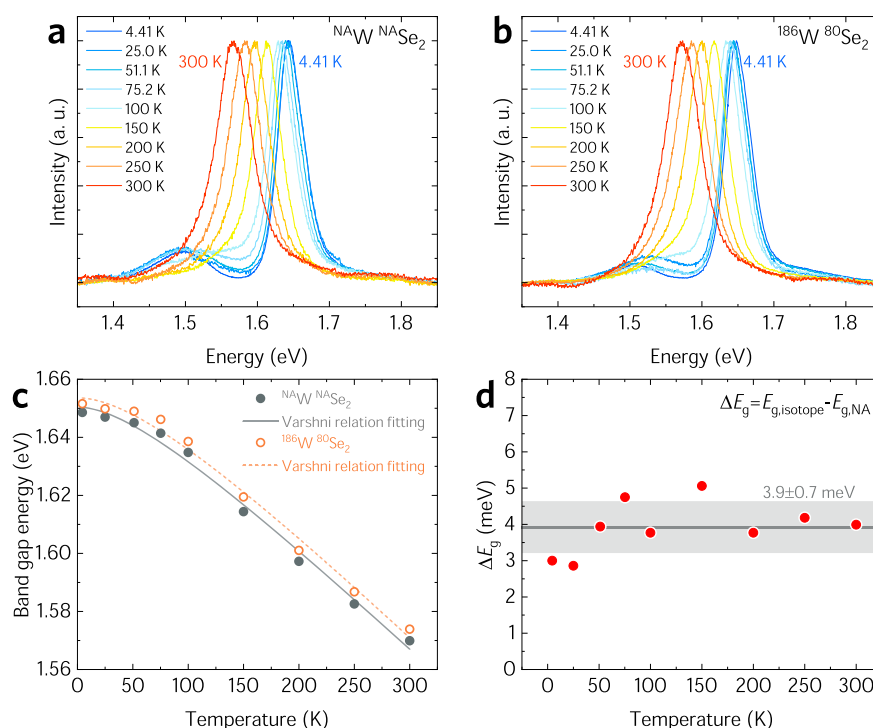 a
NAW NASe2
4.41 K
25.0 K
51.1 K
75.2 K
100 K
150 K
200 K
250 K
300 K
300 K
4.41 K
Intensity (a. u.)
1.4 1.5 1.6 1.7 1.8
Energy (eV)
b
186W 80Se2
4.41 K
25.0 K
51.1 K
75.2 K
100 K
150 K
200 K
250 K
300 K
300 K
4.41 K
Intensity (a. u.)
1.4 1.5 1.6 1.7 1.8
Energy (eV)
c
NAW NASe2
Varshni relation fitting
186W 80Se2
Varshni relation fitting
Band gap energy (eV)
1.66
1.64
1.62
1.60
1.58
1.56
0 50 100 150 200 250 300
Temperature (K)
d
ΔEg=Eg,isotope-Eg,NA
3.9±0.7 meV
ΔEg (meV)
8
7
6
5
4
3
2
1
0
0 50 100 150 200 250 300
Temperature (K)